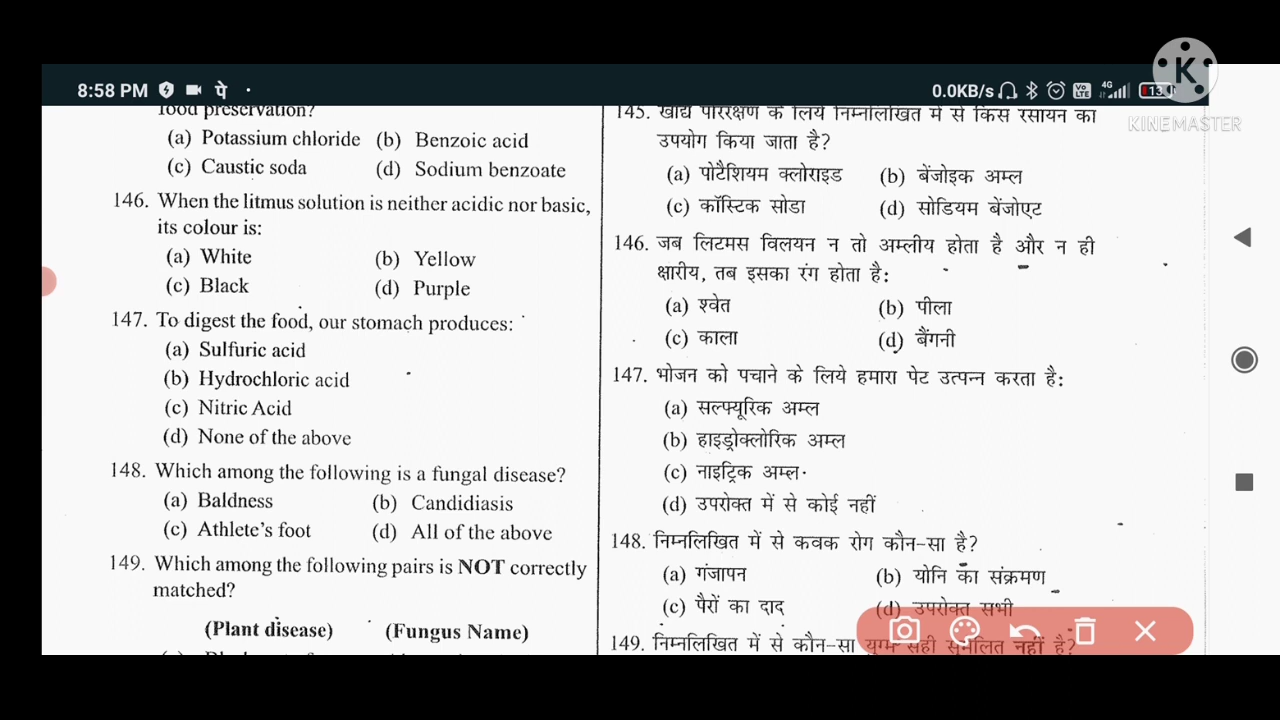 8:58 PM
0.0KB/s
4G
13
KINEMASTER
food preservation?
(a) Potassium chloride (b) Benzoic acid
(c) Caustic soda (d) Sodium benzoate
146. When the litmus solution is neither acidic nor basic,
its colour is:
(a) White (b) Yellow
(c) Black (d) Purple
147. To digest the food, our stomach produces:
(a) Sulfuric acid
(b) Hydrochloric acid
(c) Nitric Acid
(d) None of the above
148. Which among the following is a fungal disease?
(a) Baldness (b) Candidiasis
(c) Athlete's foot (d) All of the above
149. Which among the following pairs is NOT correctly
matched?
(Plant disease) (Fungus Name)
145. खाद्य परिरक्षण के लिये निम्नलिखित में से किस रसायन का
उपयोग किया जाता है?
(a) पोटैशियम क्लोराइड (b) बेंजोइक अम्ल
(c) कॉस्टिक सोडा (d) सोडियम बेंजोएट
146. जब लिटमस विलयन न तो अम्लीय होता है और न ही
क्षारीय, तब इसका रंग होता है:
(a) श्वेत (b) पीला
(c) काला (d) बैंगनी
147. भोजन को पचाने के लिये हमारा पेट उत्पन्न करता है:
(a) सल्फ्यूरिक अम्ल
(b) हाइड्रोक्लोरिक अम्ल
(c) नाइट्रिक अम्ल
(d) उपरोक्त में से कोई नहीं
148. निम्नलिखित में से कवक रोग कौन-सा है?
(a) गंजापन (b) योनि का संक्रमण
(c) पैरों का दाद (d) उपरोक्त सभी
149. निम्नलिखित में से कौन-सा युग्म सही सुमेलित नहीं है?